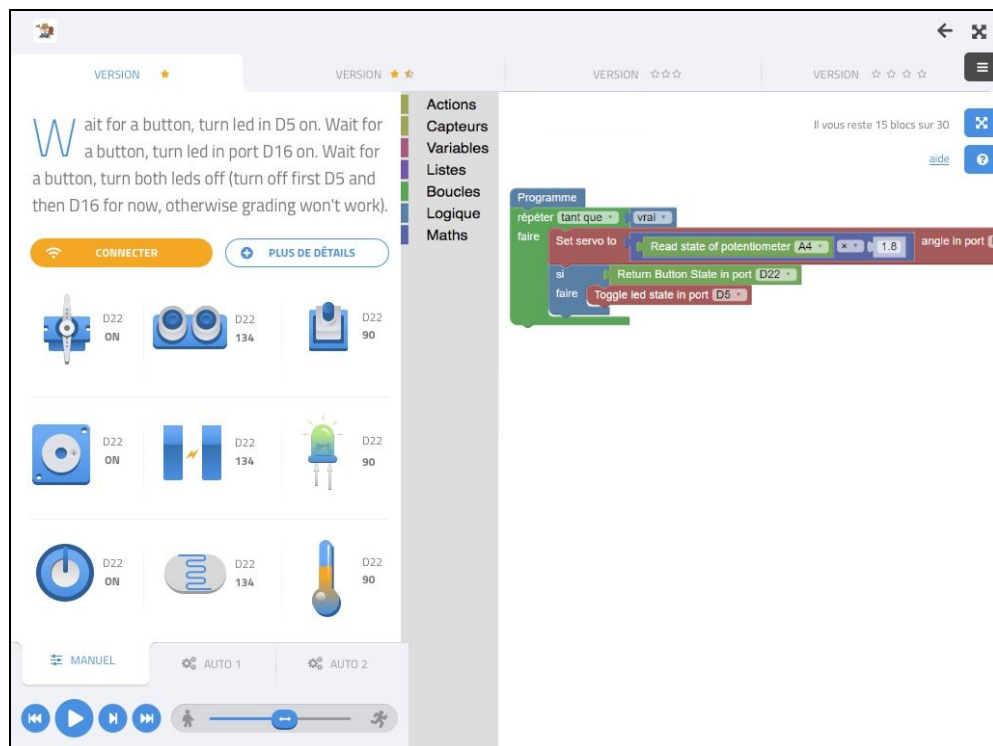 VERSION
VERSION
VERSION
VERSION
Wait for a button, turn led in D5 on. Wait for
a button, turn led in port D16 on. Wait for
a button, turn both leds off (turn off first D5 and
then D16 for now, otherwise grading won't work).
CONNECTER
PLUS DE DÉTAILS
D22
ON
D22
134
D22
90
D22
ON
D22
134
D22
90
D22
ON
D22
134
D22
90
MANUEL
AUTO 1
AUTO 2
Actions
Capteurs
Variables
Listes
Boucles
Logique
Maths
Il vous reste 15 blocs sur 30
aide
Programme
répéter tant que vrai
faire Set servo to Read state of potentiometer A4 × 1.8 angle in port
si Return Button State in port D22
faire Toggle led state in port D5